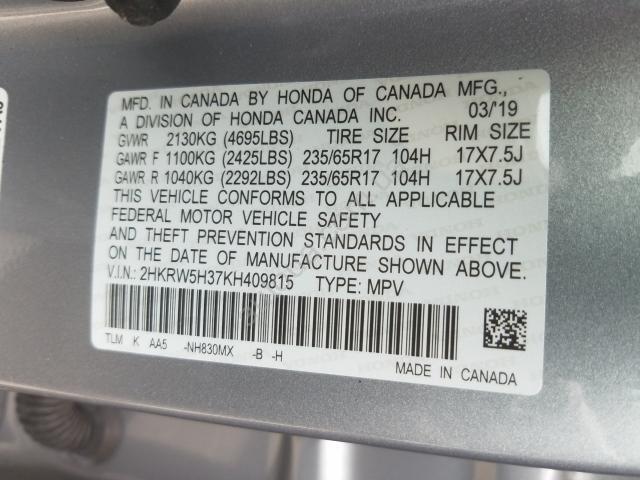 MFD. IN CANADA BY HONDA OF CANADA MFG.,
A DIVISION OF HONDA CANADA INC. 03/'19
GVWR 2130KG (4695LBS) TIRE SIZE RIM SIZE
GAWR F 1100KG (2425LBS) 235/65R17 104H 17X7.5J
GAWR R 1040KG (2292LBS) 235/65R17 104H 17X7.5J
THIS VEHICLE CONFORMS TO ALL APPLICABLE
FEDERAL MOTOR VEHICLE SAFETY
AND THEFT PREVENTION STANDARDS IN EFFECT
ON THE DATE OF MANUFACTURE SHOWN ABOVE.
V.I.N.: 2HKRW5H37KH409815 TYPE: MPV
TLM K AA5 -NH830MX -B -H
MADE IN CANADA